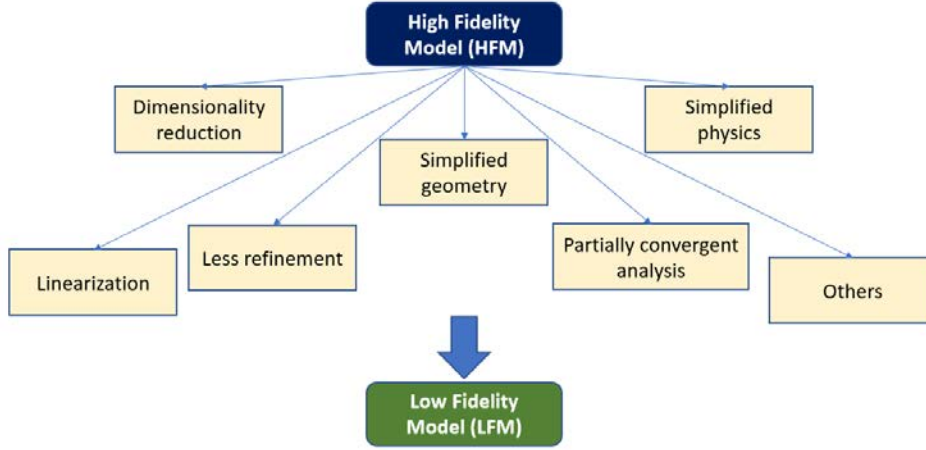 High Fidelity
Model (HFM)
Dimensionality
reduction
Simplified
physics
Simplified
geometry
Linearization
Less refinement
Partially convergent
analysis
Others
Low Fidelity
Model (LFM)